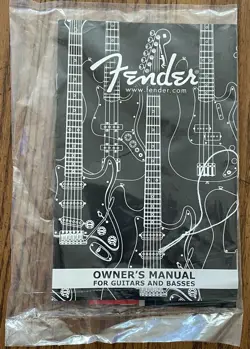 Fender
www.fender.com
OWNER'S MANUAL
FOR GUITARS AND BASSES